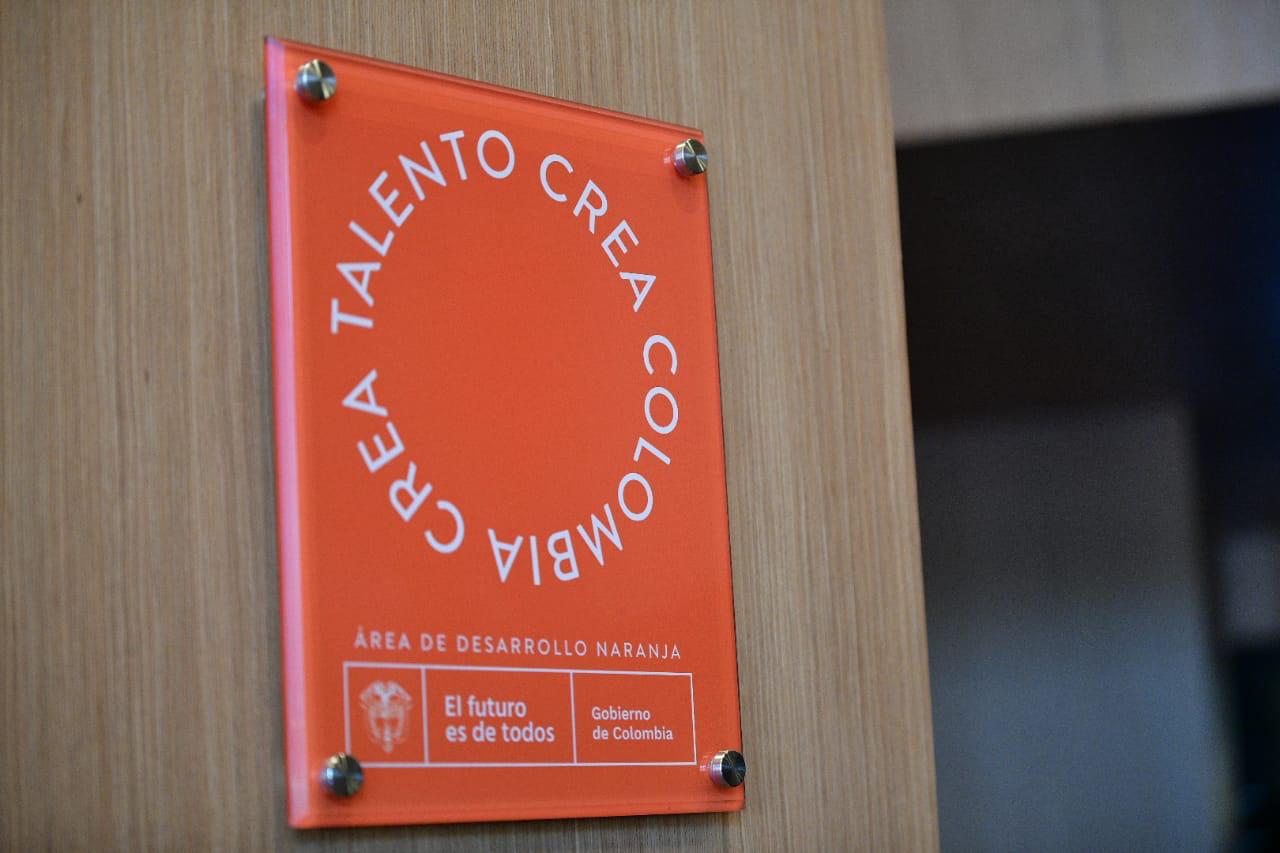 CREA TALENTO CREA COLOMBIA
ÁREA DE DESARROLLO NARANJA
El futuro
es de todos
Gobierno
de Colombia